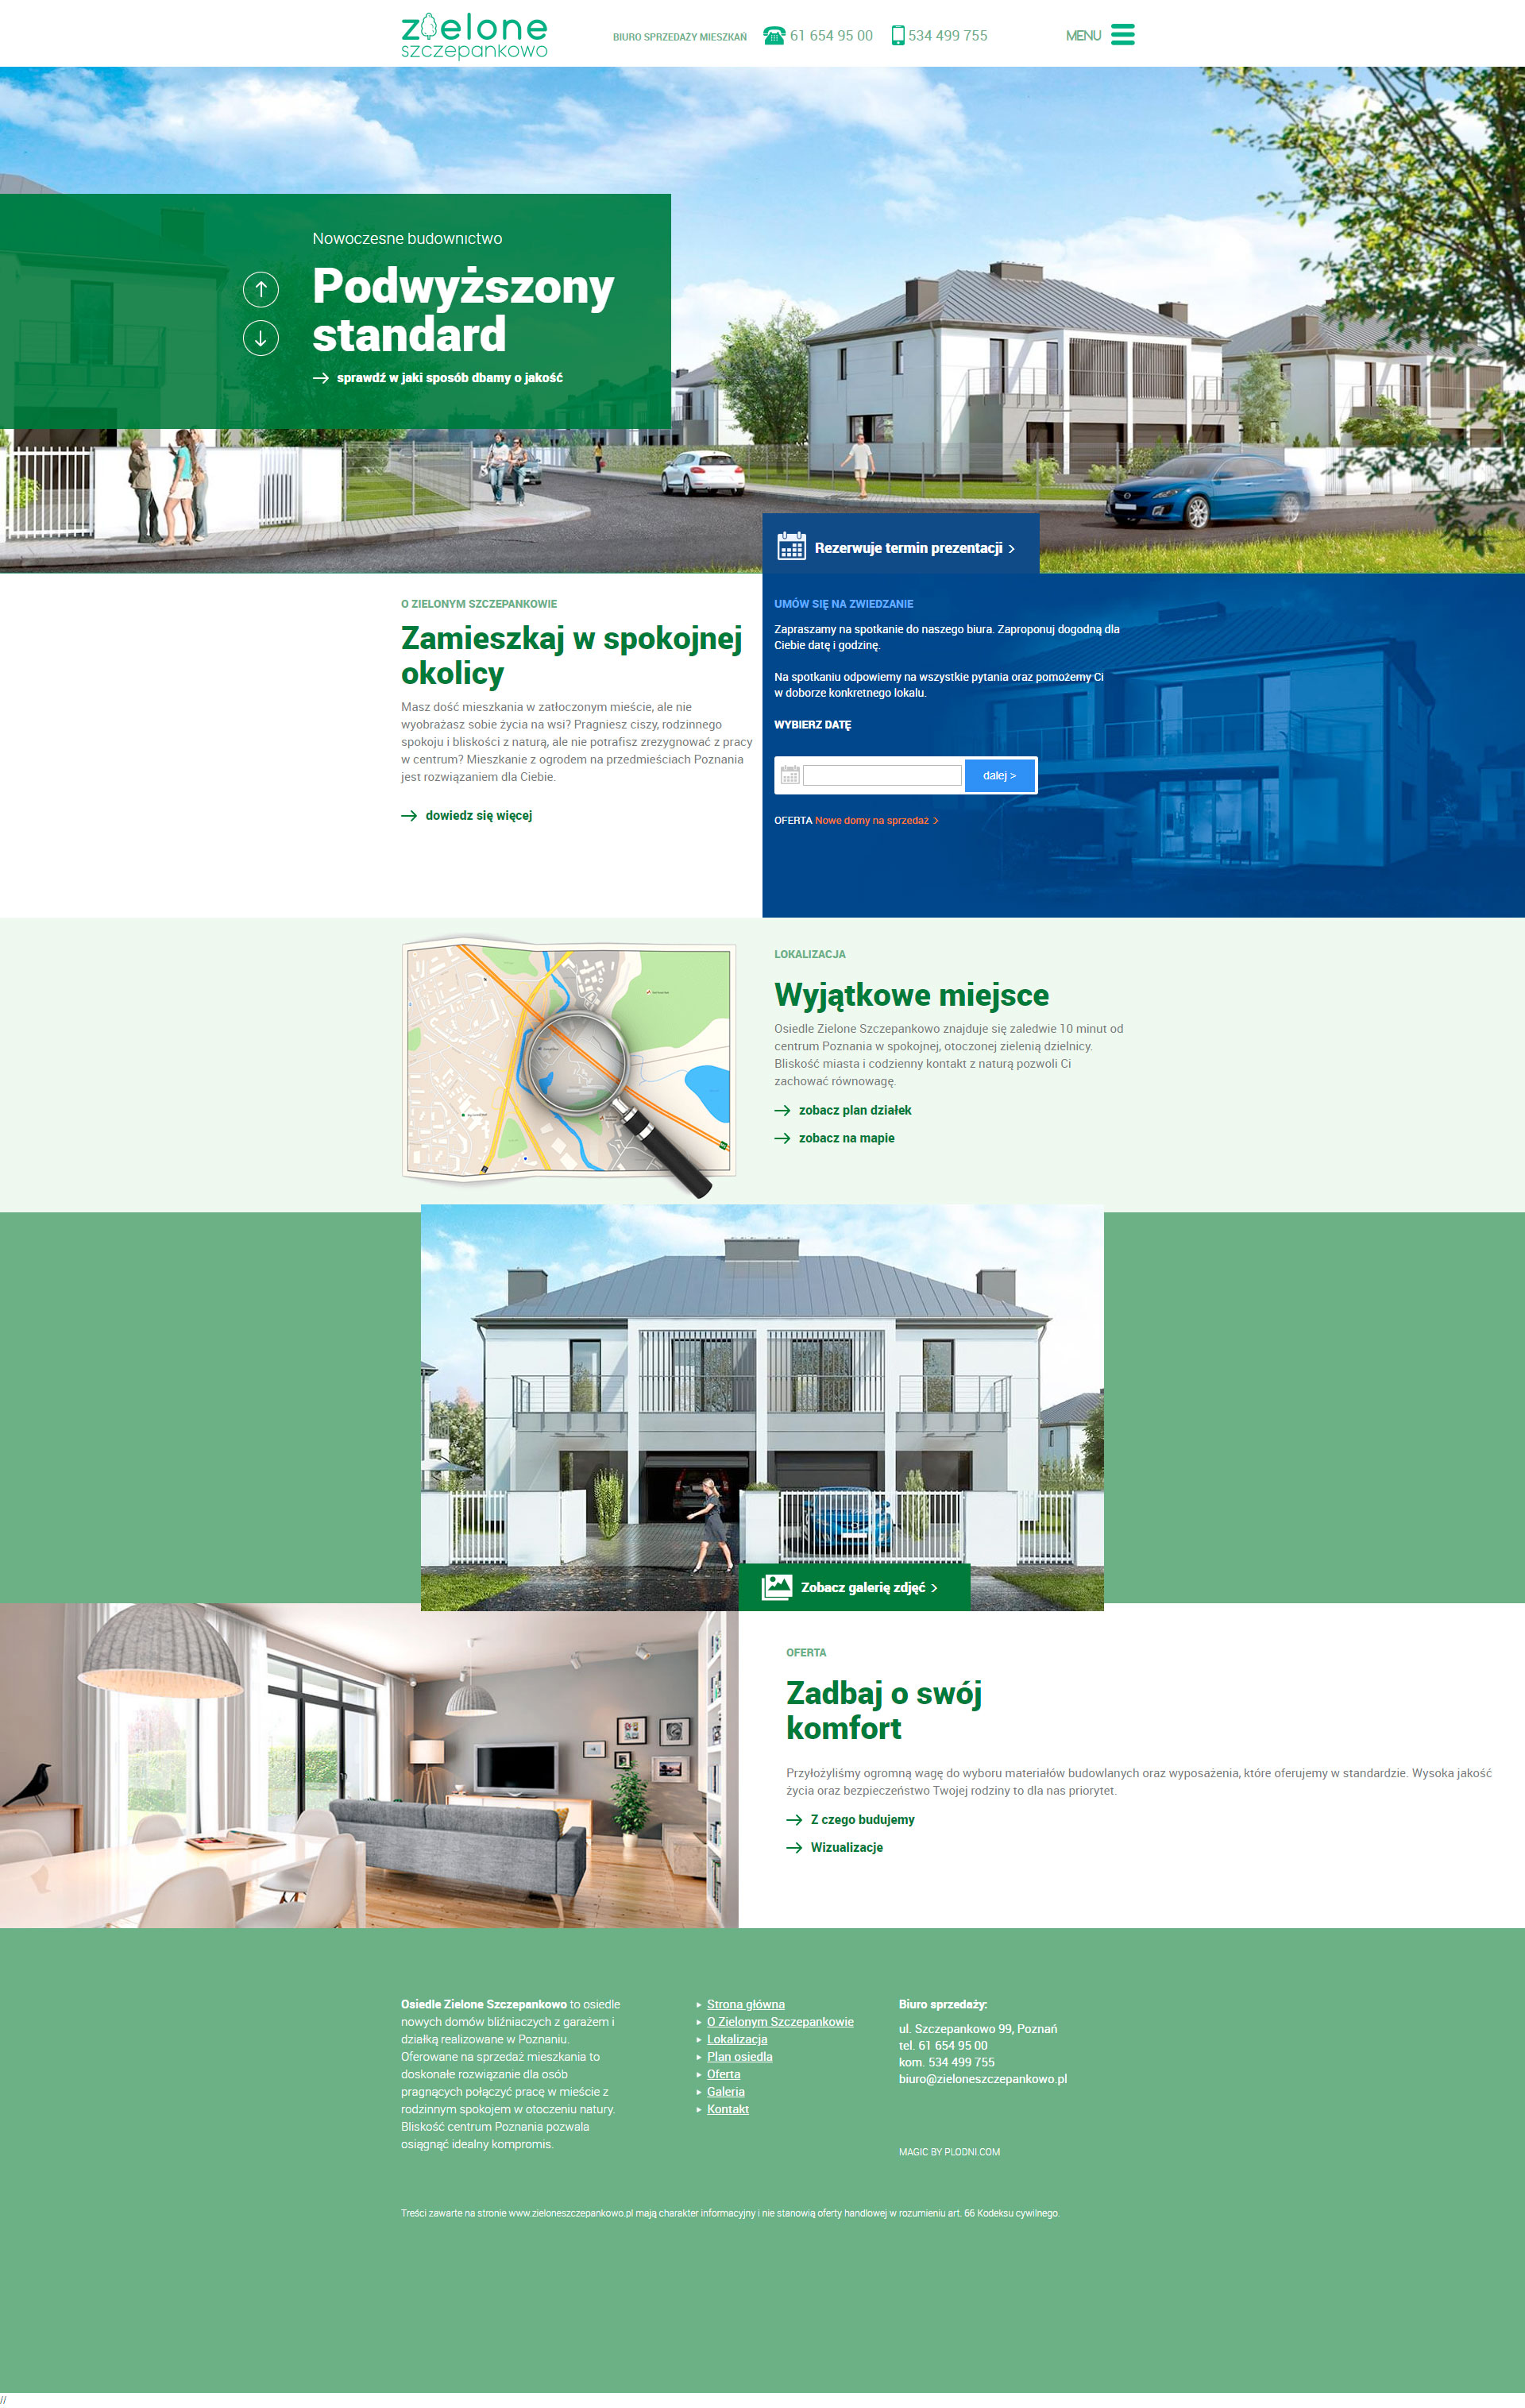 zielone
szczepankowo
BIURO SPRZEDAŻY MIESZKAŃ
61 654 95 00
534 499 755
MENU
Nowoczesne budownictwo
Podwyższony
standard
sprawdź w jaki sposób dbamy o jakość
Rezerwuje termin prezentacji >
O ZIELONYM SZCZEPANKOWIE
Zamieszkaj w spokojnej
okolicy
Masz dość mieszkania w zatłoczonym mieście, ale nie
wyobrażasz sobie życia na wsi? Pragniesz ciszy, rodzinnego
spokoju i bliskości z naturą, ale nie potrafisz zrezygnować z pracy
w centrum? Mieszkanie z ogrodem na przedmieściach Poznania
jest rozwiązaniem dla Ciebie.
dowiedz się więcej
UMÓW SIĘ NA ZWIEDZANIE
Zapraszamy na spotkanie do naszego biura. Zaproponuj dogodną dla
Ciebie datę i godzinę.
Na spotkaniu odpowiemy na wszystkie pytania oraz pomożemy Ci
w doborze konkretnego lokalu.
WYBIERZ DATĘ
dalej >
OFERTA Nowe domy na sprzedaż >
LOKALIZACJA
Wyjątkowe miejsce
Osiedle Zielone Szczepankowo znajduje się zaledwie 10 minut od
centrum Poznania w spokojnej, otoczonej zielenią dzielnicy.
Bliskość miasta i codzienny kontakt z naturą pozwoli Ci
zachować równowagę.
zobacz plan działek
zobacz na mapie
Zobacz galerię zdjęć >
OFERTA
Zadbaj o swój
komfort
Przyłożyliśmy ogromną wagę do wyboru materiałów budowlanych oraz wyposażenia, które oferujemy w standardzie. Wysoka jakość
życia oraz bezpieczeństwo Twojej rodziny to dla nas priorytet.
Z czego budujemy
Wizualizacje
Osiedle Zielone Szczepankowo to osiedle
nowych domów bliźniaczych z garażem i
działką realizowane w Poznaniu.
Oferowane na sprzedaż mieszkania to
doskonałe rozwiązanie dla osób
pragnących połączyć pracę w mieście z
rodzinnym spokojem w otoczeniu natury.
Bliskość centrum Poznania pozwala
osiągnąć idealny kompromis.
Strona główna
O Zielonym Szczepankowie
Lokalizacja
Plan osiedla
Oferta
Galeria
Kontakt
Biuro sprzedaży:
ul. Szczepankowo 99, Poznań
tel. 61 654 95 00
kom. 534 499 755
biuro@zieloneszczepankowo.pl
MAGIC BY PLODNI.COM
Treści zawarte na stronie www.zieloneszczepankowo.pl mają charakter informacyjny i nie stanowią oferty handlowej w rozumieniu art. 66 Kodeksu cywilnego.
//